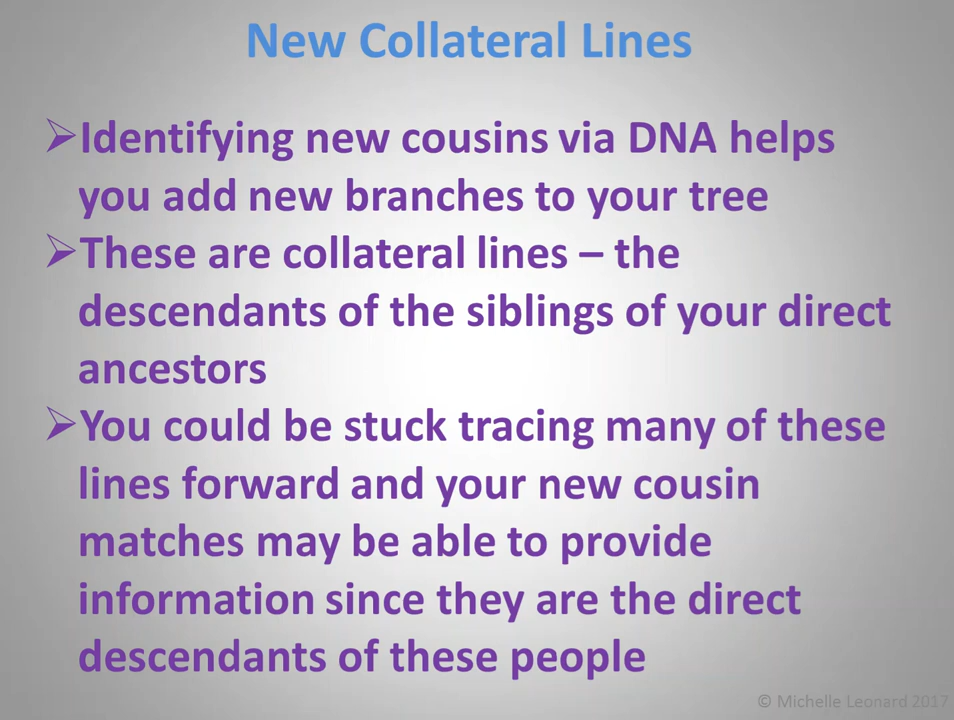 New Collateral Lines
➢Identifying new cousins via DNA helps
you add new branches to your tree
➢These are collateral lines – the
descendants of the siblings of your direct
ancestors
➢You could be stuck tracing many of these
lines forward and your new cousin
matches may be able to provide
information since they are the direct
descendants of these people
© Michelle Leonard 2017